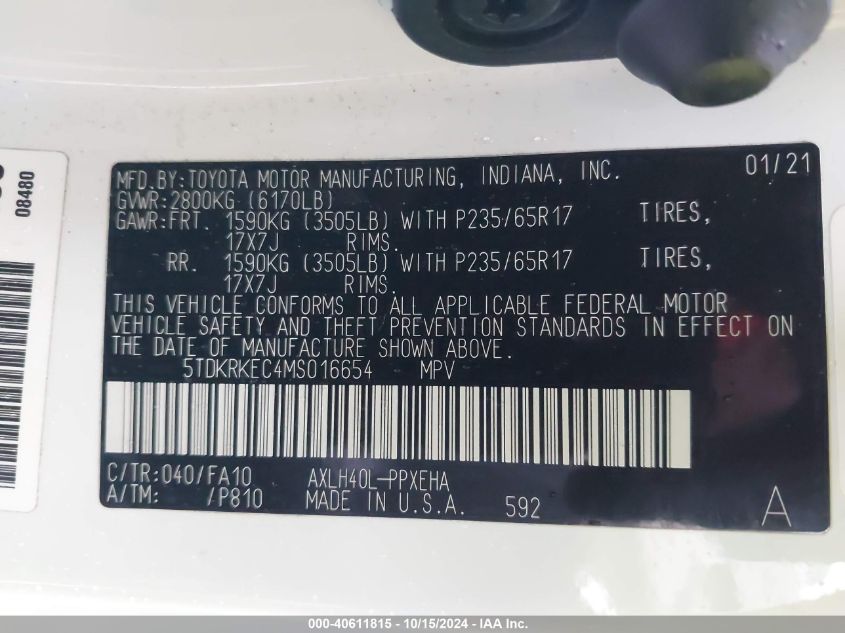 08480
MFD.BY:TOYOTA MOTOR MANUFACTURING, INDIANA, INC. 01/21
GVWR:2800KG (6170LB)
GAWR:FRT. 1590KG (3505LB) WITH P235/65R17 TIRES,
17X7J RIMS.
RR. 1590KG (3505LB) WITH P235/65R17 TIRES,
17X7J RIMS.
THIS VEHICLE CONFORMS TO ALL APPLICABLE FEDERAL MOTOR
VEHICLE SAFETY AND THEFT PREVENTION STANDARDS IN EFFECT ON
THE DATE OF MANUFACTURE SHOWN ABOVE.
5TDKRKEC4MS016654 MPV
C/TR:040/FA10 AXLH40L-PPXEHA
A/TM: /P810 MADE IN U.S.A. 592 A
000-40611815 - 10/15/2024 - IAA Inc.